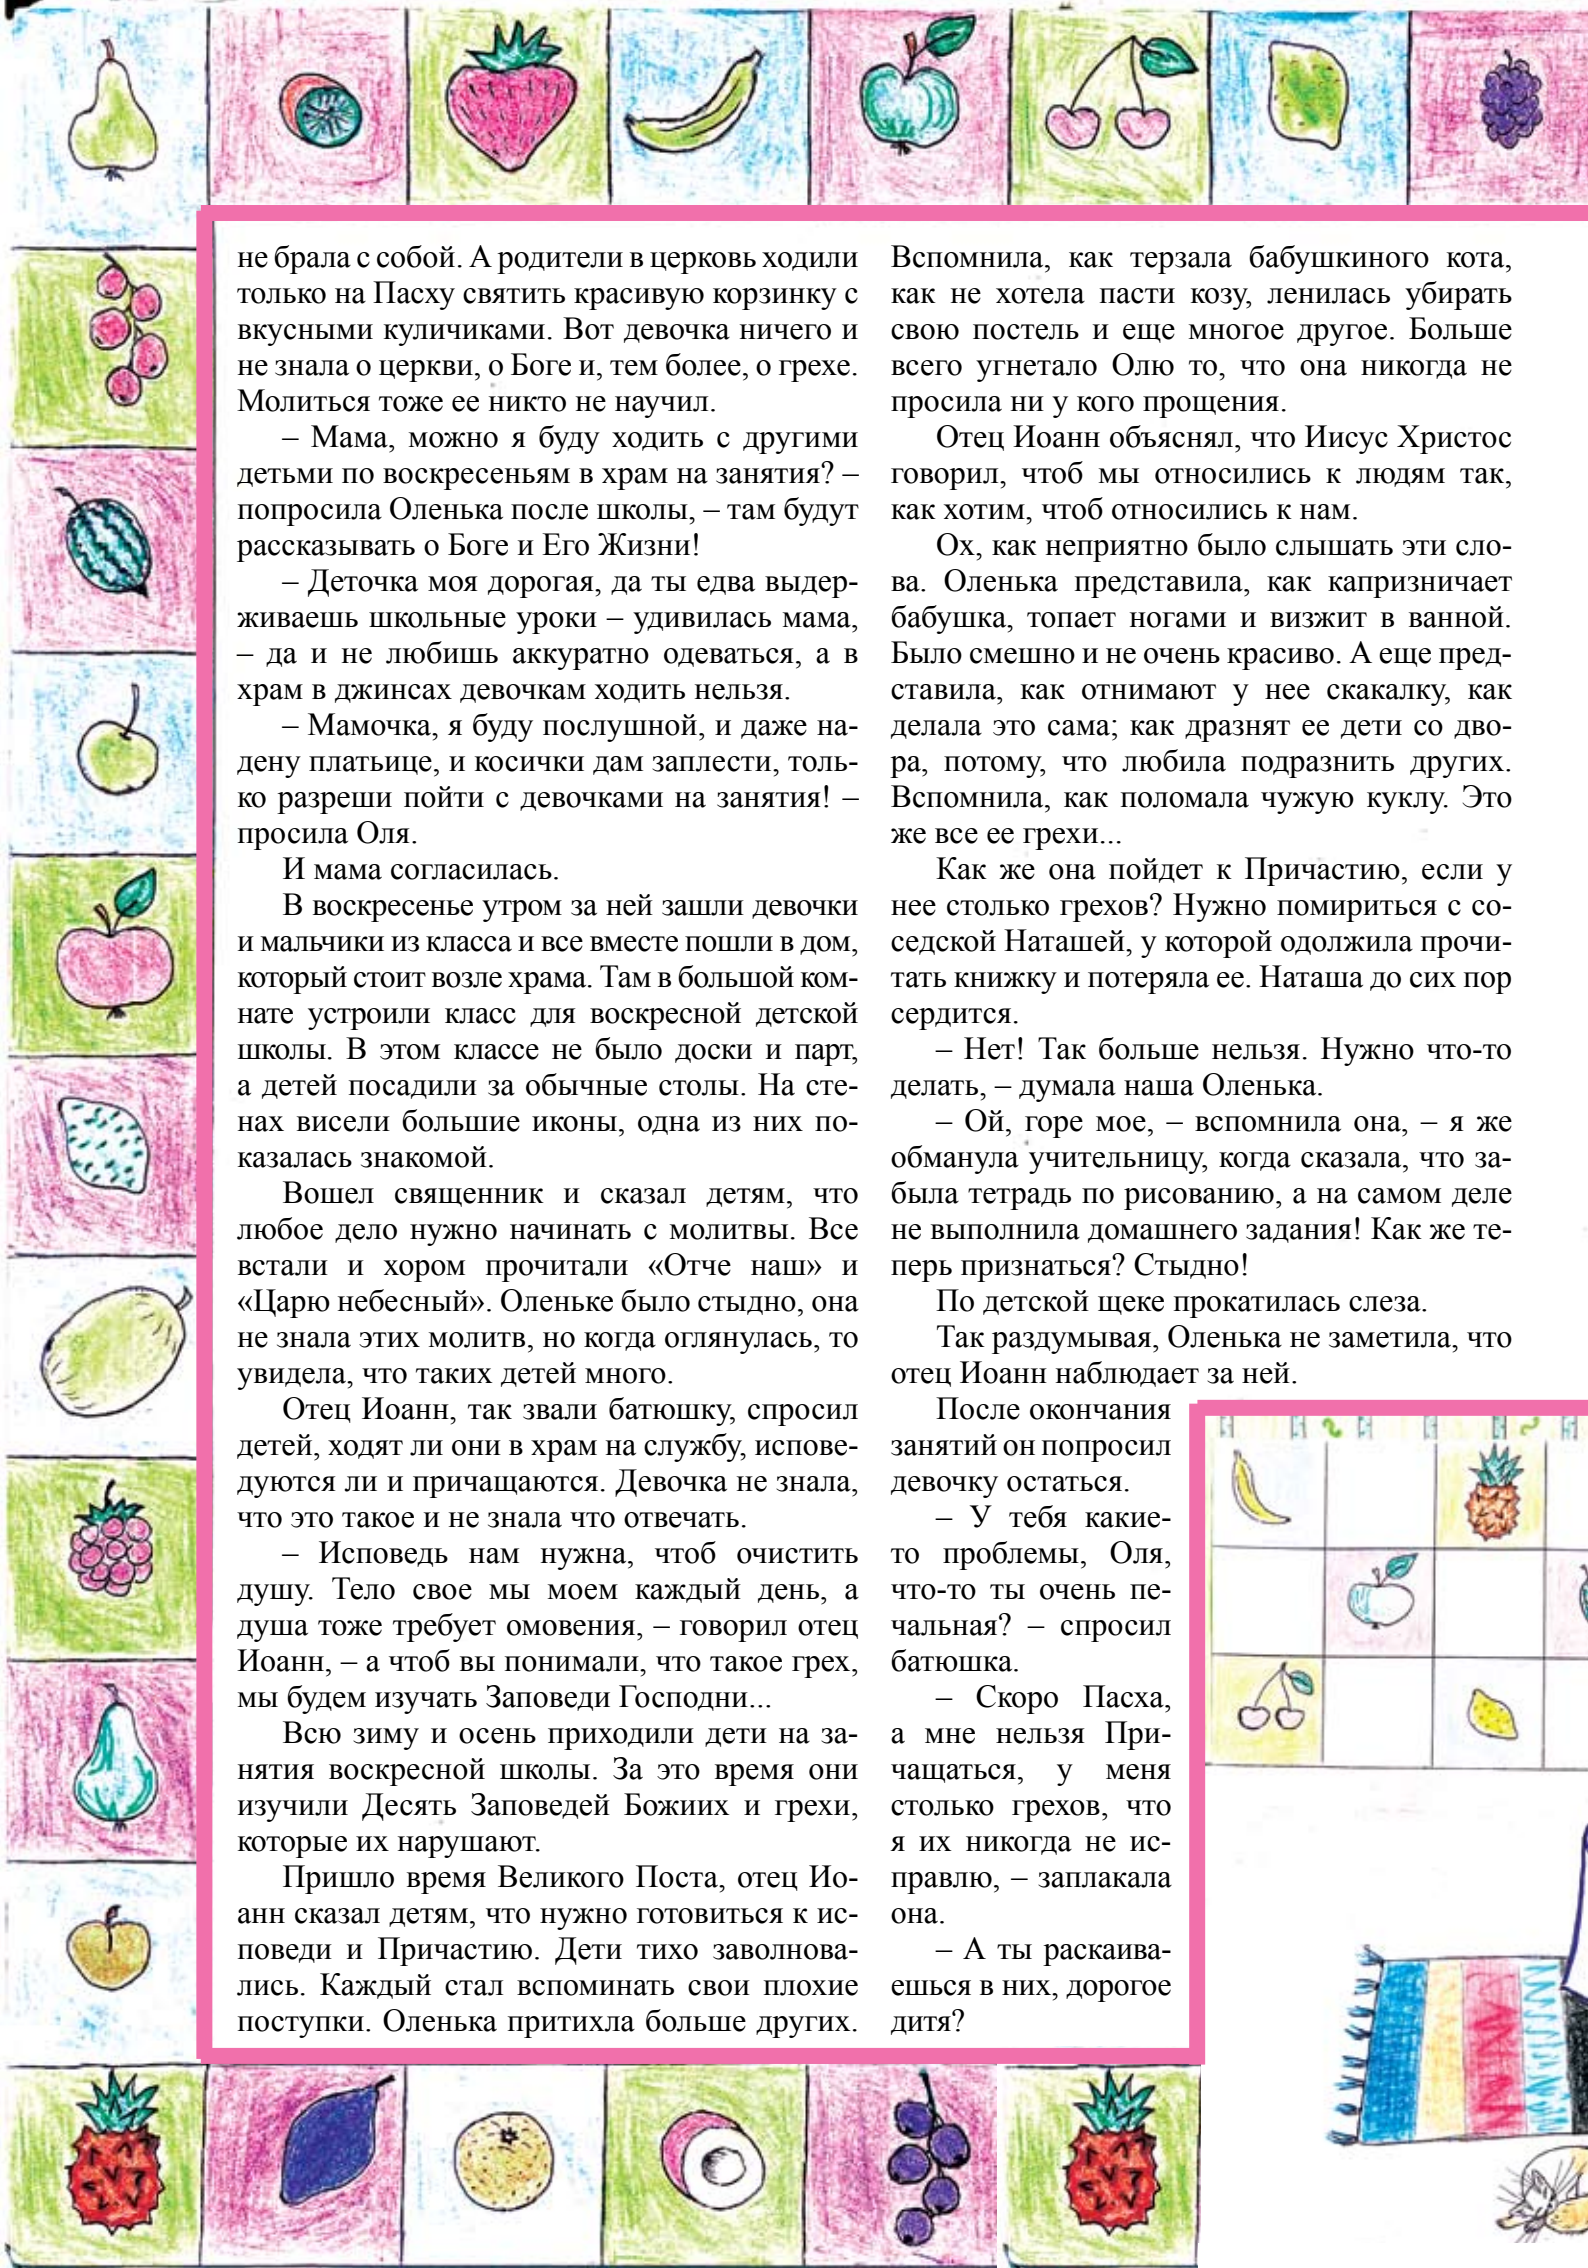 не брала с собой. А родители в церковь ходили
только на Пасху святить красивую корзинку с
вкусными куличиками. Вот девочка ничего и
не знала о церкви, о Боге и, тем более, о грехе.
Молиться тоже ее никто не научил.
– Мама, можно я буду ходить с другими
детьми по воскресеньям в храм на занятия? –
попросила Оленька после школы, – там будут
рассказывать о Боге и Его Жизни!
– Деточка моя дорогая, да ты едва выдер-
живаешь школьные уроки – удивилась мама,
– да и не любишь аккуратно одеваться, а в
храм в джинсах девочкам ходить нельзя.
– Мамочка, я буду послушной, и даже на-
дену платьице, и косички дам заплести, толь-
ко разреши пойти с девочками на занятия! –
просила Оля.
И мама согласилась.
В воскресенье утром за ней зашли девочки
и мальчики из класса и все вместе пошли в дом,
который стоит возле храма. Там в большой ком-
нате устроили класс для воскресной детской
школы. В этом классе не было доски и парт,
а детей посадили за обычные столы. На сте-
нах висели большие иконы, одна из них по-
казалась знакомой.
Вошел священник и сказал детям, что
любое дело нужно начинать с молитвы. Все
встали и хором прочитали «Отче наш» и
«Царю небесный». Оленьке было стыдно, она
не знала этих молитв, но когда оглянулась, то
увидела, что таких детей много.
Отец Иоанн, так звали батюшку, спросил
детей, ходят ли они в храм на службу, испове-
дуются ли и причащаются. Девочка не знала,
что это такое и не знала что отвечать.
– Исповедь нам нужна, чтоб очистить
душу. Тело свое мы моем каждый день, а
душа тоже требует омовения, – говорил отец
Иоанн, – а чтоб вы понимали, что такое грех,
мы будем изучать Заповеди Господни...
Всю зиму и осень приходили дети на за-
нятия воскресной школы. За это время они
изучили Десять Заповедей Божиих и грехи,
которые их нарушают.
Пришло время Великого Поста, отец Ио-
анн сказал детям, что нужно готовиться к ис-
поведи и Причастию. Дети тихо заволнова-
лись. Каждый стал вспоминать свои плохие
поступки. Оленька притихла больше других.
Вспомнила, как терзала бабушкиного кота,
как не хотела пасти козу, ленилась убирать
свою постель и еще многое другое. Больше
всего угнетало Олю то, что она никогда не
просила ни у кого прощения.
Отец Иоанн объяснял, что Иисус Христос
говорил, чтоб мы относились к людям так,
как хотим, чтоб относились к нам.
Ох, как неприятно было слышать эти сло-
ва. Оленька представила, как капризничает
бабушка, топает ногами и визжит в ванной.
Было смешно и не очень красиво. А еще пред-
ставила, как отнимают у нее скакалку, как
делала это сама; как дразнят ее дети со дво-
ра, потому, что любила подразнить других.
Вспомнила, как поломала чужую куклу. Это
же все ее грехи...
Как же она пойдет к Причастию, если у
нее столько грехов? Нужно помириться с со-
седской Наташей, у которой одолжила прочи-
тать книжку и потеряла ее. Наташа до сих пор
сердится.
– Нет! Так больше нельзя. Нужно что-то
делать, – думала наша Оленька.
– Ой, горе мое, – вспомнила она, – я же
обманула учительницу, когда сказала, что за-
была тетрадь по рисованию, а на самом деле
не выполнила домашнего задания! Как же те-
перь признаться? Стыдно!
По детской щеке прокатилась слеза.
Так раздумывая, Оленька не заметила, что
отец Иоанн наблюдает за ней.
После окончания
занятий он попросил
девочку остаться.
– У тебя какие-
то проблемы, Оля,
что-то ты очень пе-
чальная? – спросил
батюшка.
– Скоро Пасха,
а мне нельзя При-
чащаться, у меня
столько грехов, что
я их никогда не ис-
правлю, – заплакала
она.
– А ты раскаива-
ешься в них, дорогое
дитя?